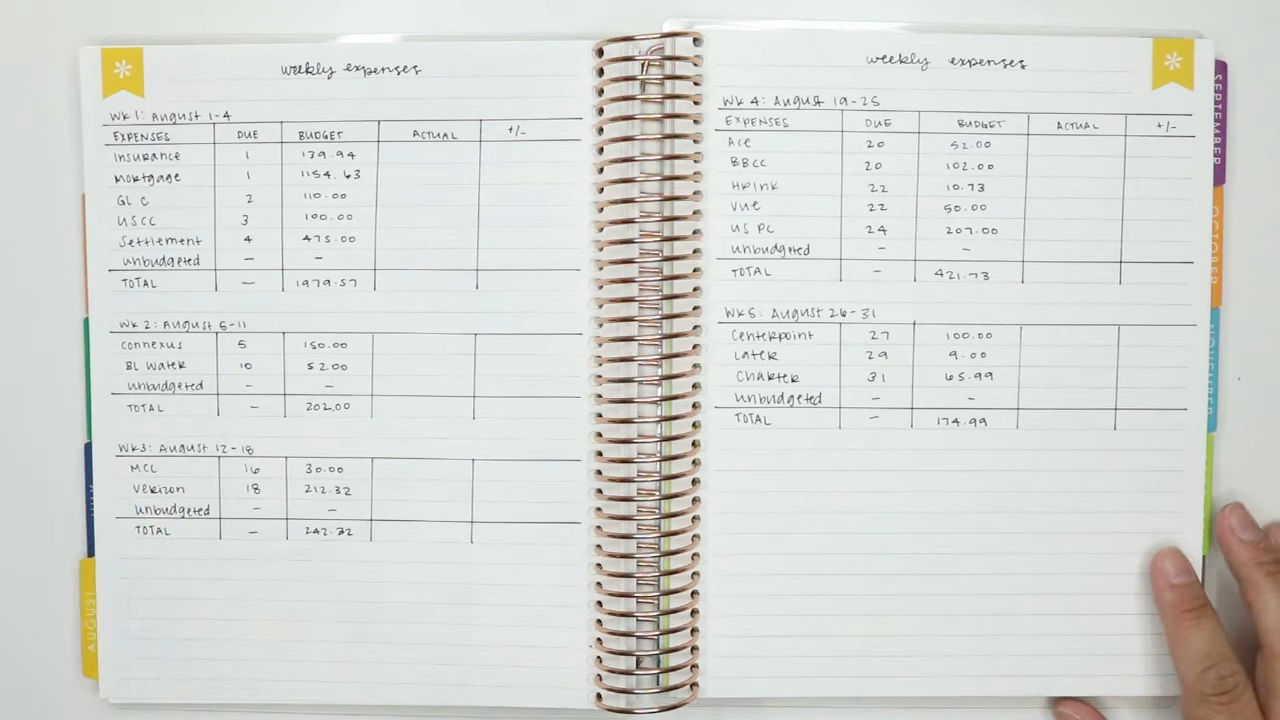 weekly expenses
Wk 1: August 1-4
EXPENSES DUE BUDGET ACTUAL +/-
Insurance 1 139.94
Mortgage 1 1154.63
GL C 2 110.00
USCC 3 100.00
Settlement 4 475.00
Unbudgeted — —
TOTAL — 1979.57
Wk 2: August 5-11
Connexus 5 150.00
BL Water 10 52.00
Unbudgeted — —
TOTAL — 202.00
Wk3: August 12-18
MCC 16 30.00
Verizon 18 212.32
Unbudgeted — —
TOTAL — 242.32
AUGUST
weekly expenses
Wk 4: August 19-25
EXPENSES DUE BUDGET ACTUAL +/-
Ace 20 52.00
BBCC 20 102.00
HP Ink 22 10.73
Vue 22 50.00
US PC 24 207.00
Unbudgeted — —
TOTAL — 421.73
Wk5: August 26-31
Centerpoint 27 100.00
Later 29 9.00
Charter 31 65.99
Unbudgeted — —
TOTAL — 174.99
SEPTEMBER
OCTOBER
NOVEMBER